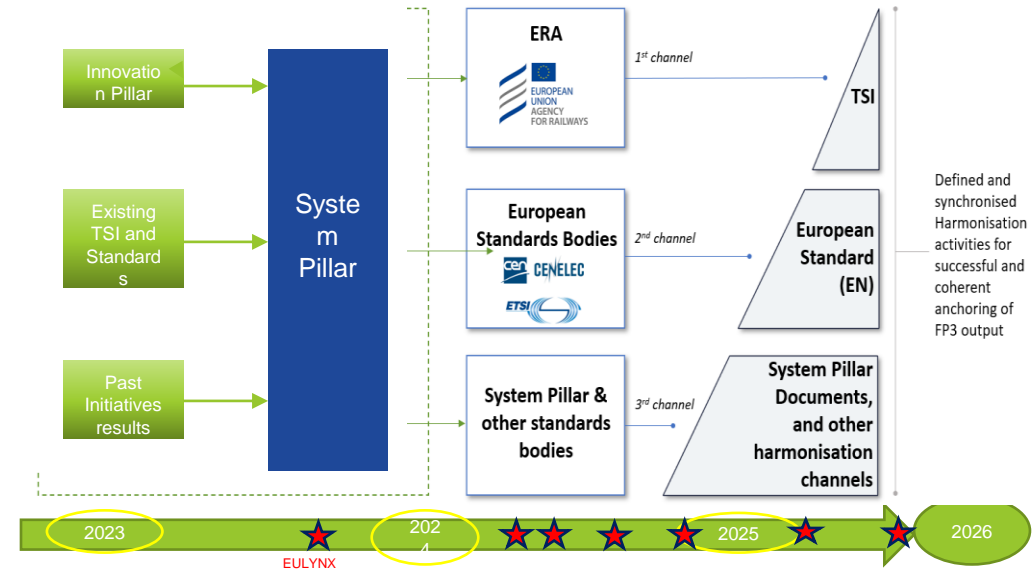 Innovatio
n Pillar
Existing
TSI and
Standard
s
Past
Initiatives
results
Syste
m
Pillar
ERA
EUROPEAN
UNION
AGENCY
FOR RAILWAYS
1st channel
TSI
European
Standards Bodies
cen CENELEC
ETSI
2nd channel
European
Standard
(EN)
System Pillar &
other standards
bodies
3rd channel
System Pillar
Documents,
and other
harmonisation
channels
Defined and
synchronised
Harmonisation
activities for
successful and
coherent
anchoring of
FP3 output
2023
EULYNX
202
4
2025
2026